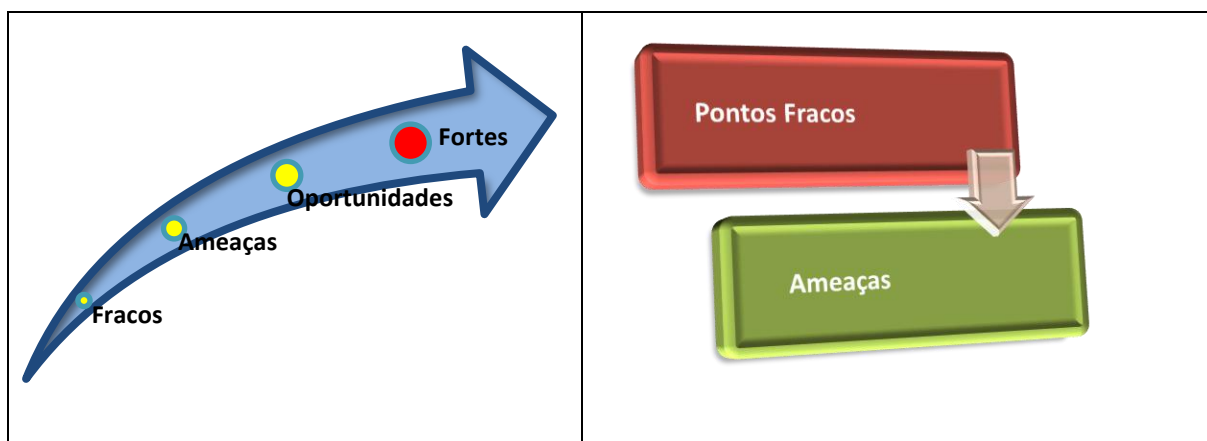 Fortes
Oportunidades
Ameaças
Fracos
Pontos Fracos
Ameaças